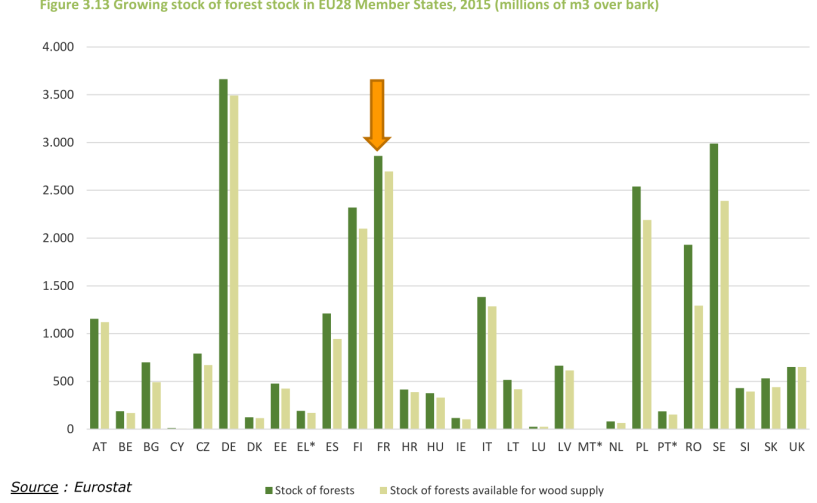 Figure 3.13 Growing stock of forest stock in EU28 Member States, 2015 (millions of m3 over bark)
4.000
3.500
3.000
2.500
2.000
1.500
1.000
500
0
AT BE BG CY CZ DE DK EE EL* ES FI FR HR HU IE IT LT LU LV MT* NL PL PT* RO SE SI SK UK
Source : Eurostat
Stock of forests Stock of forests available for wood supply